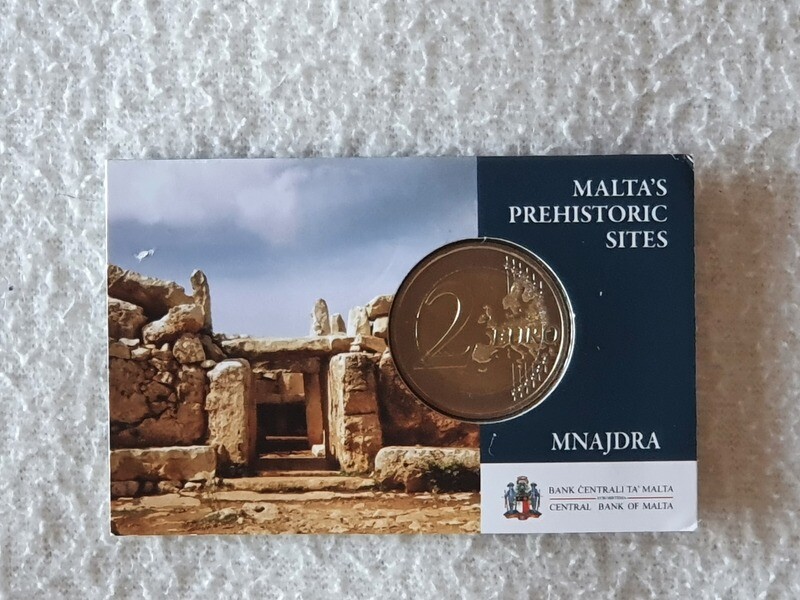 MALTA'S
PREHISTORIC
SITES
2 EURO
MNAJDRA
BANK ĊENTRALI TA' MALTA
CENTRAL BANK OF MALTA